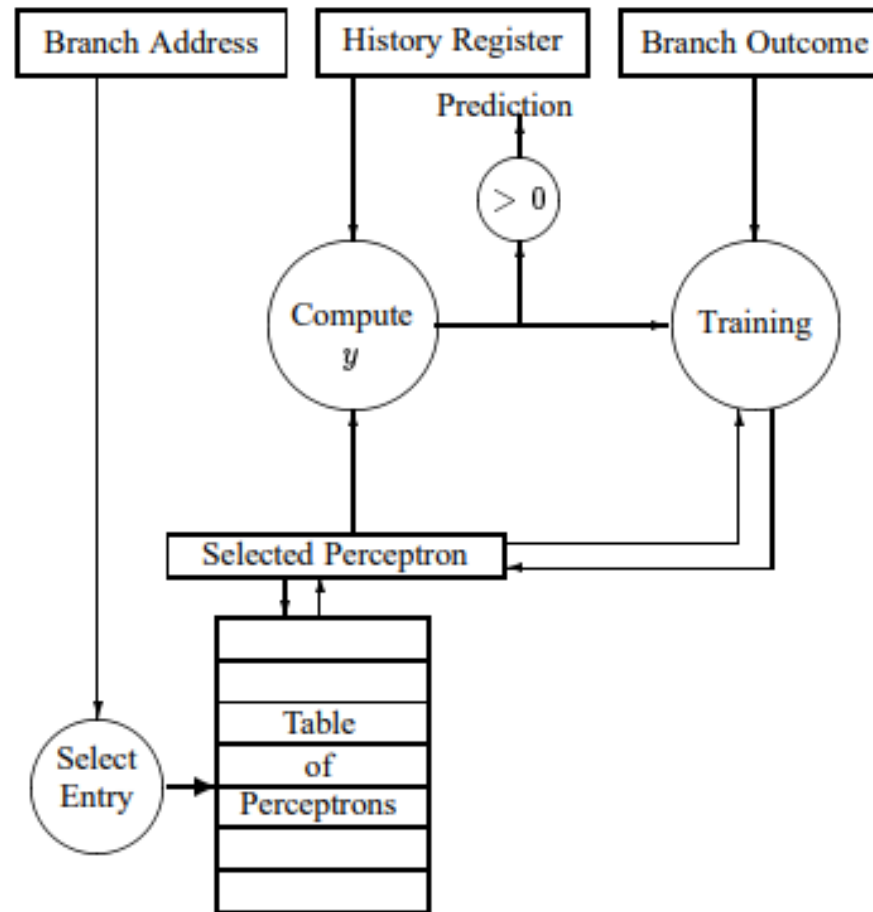 Branch Address
History Register
Branch Outcome
Prediction
> 0
Compute
y
Training
Selected Perceptron
Table
of
Perceptrons
Select
Entry